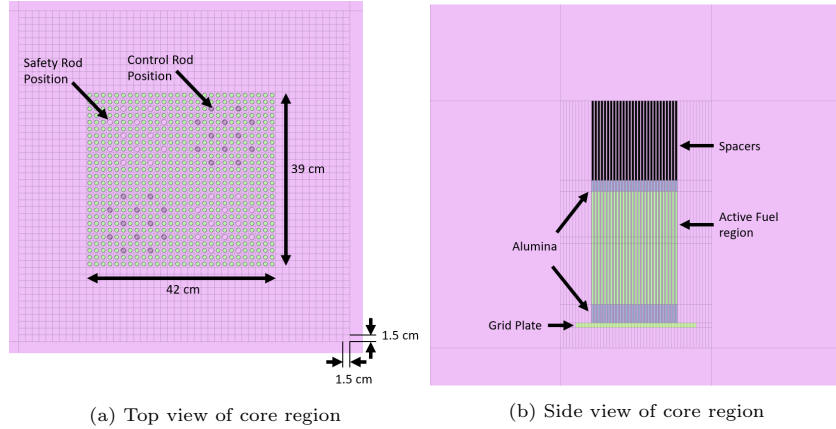 Safety Rod
Position
Control Rod
Position
39 cm
42 cm
1.5 cm
1.5 cm
(a) Top view of core region
Spacers
Active Fuel
region
Alumina
Grid Plate
(b) Side view of core region